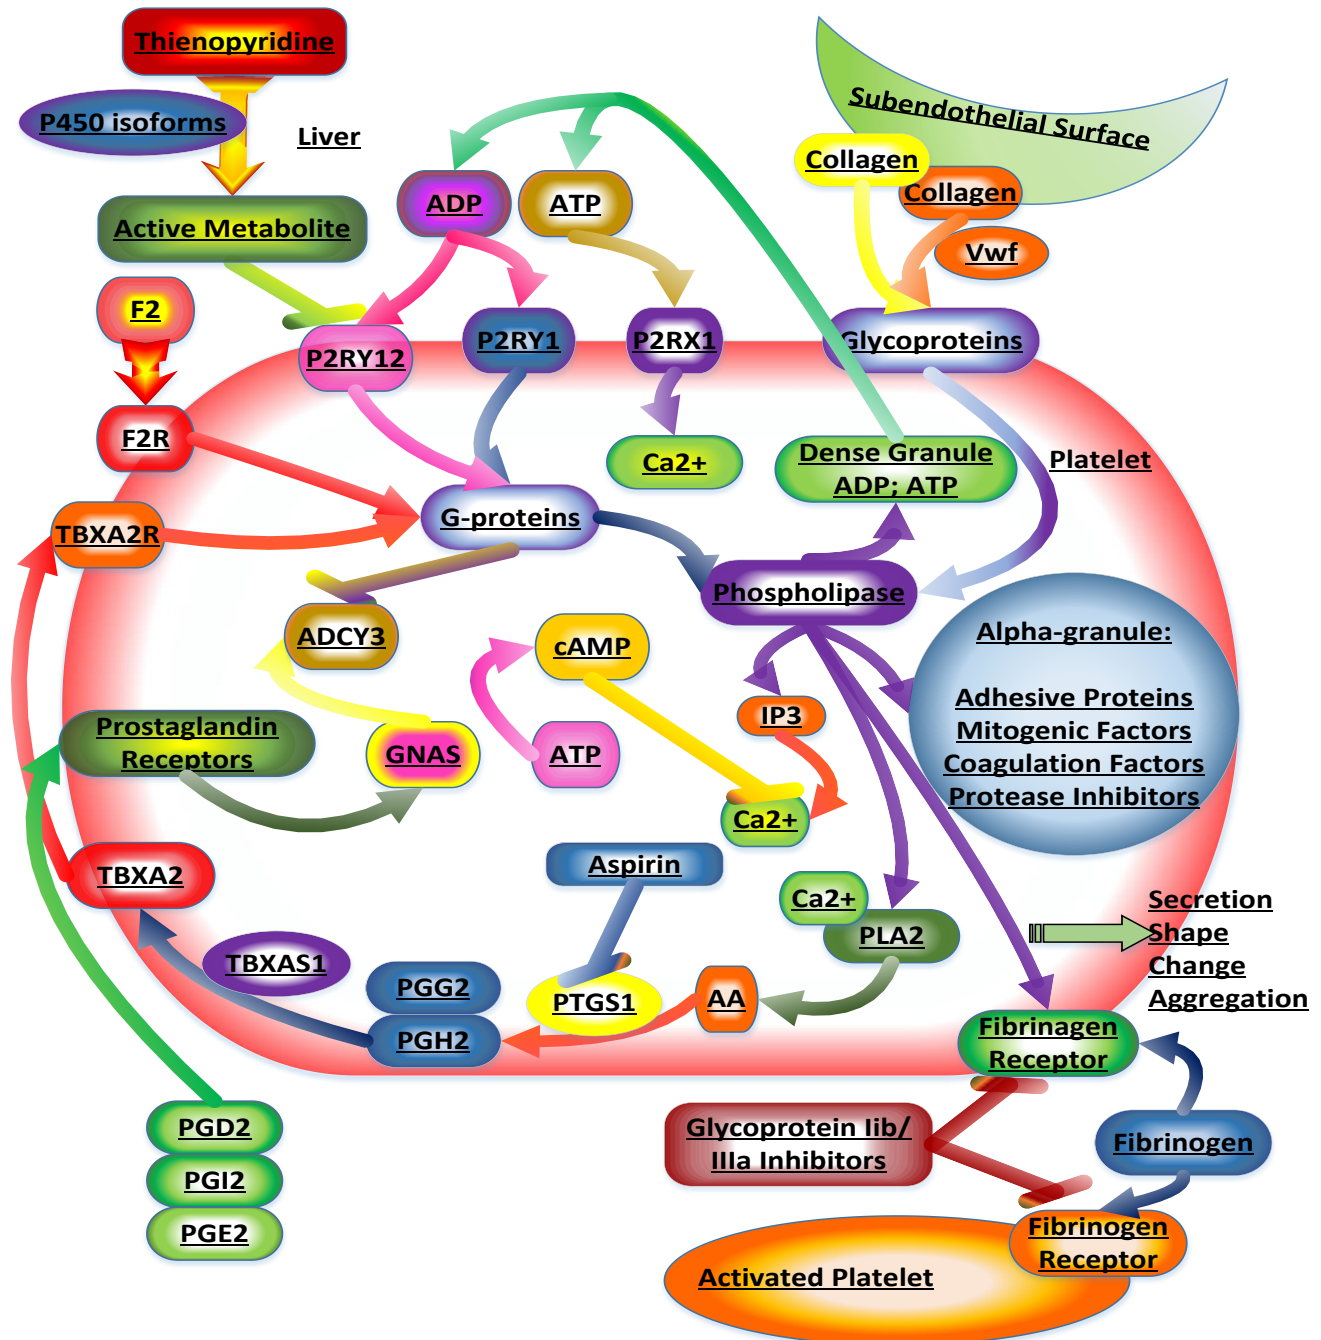 Thienopyridine
P450 isoforms
Liver
Active Metabolite
Subendothelial Surface
Collagen
Collagen
Vwf
ADP
ATP
F2
P2RY12
P2RY1
P2RX1
Glycoproteins
F2R
Ca2+
Dense Granule
ADP; ATP
Platelet
TBXA2R
G-proteins
Phospholipase
ADCY3
cAMP
Alpha-granule:
Adhesive Proteins
Mitogenic Factors
Coagulation Factors
Protease Inhibitors
IP3
Prostaglandin
Receptors
GNAS
ATP
Ca2+
TBXA2
Aspirin
Ca2+
PLA2
Secretion
Shape
Change
Aggregation
TBXAS1
PGG2
PGH2
PTGS1
AA
Fibrinagen
Receptor
PGD2
PGI2
PGE2
Glycoprotein Iib/
IIIa Inhibitors
Fibrinogen
Fibrinogen
Receptor
Activated Platelet